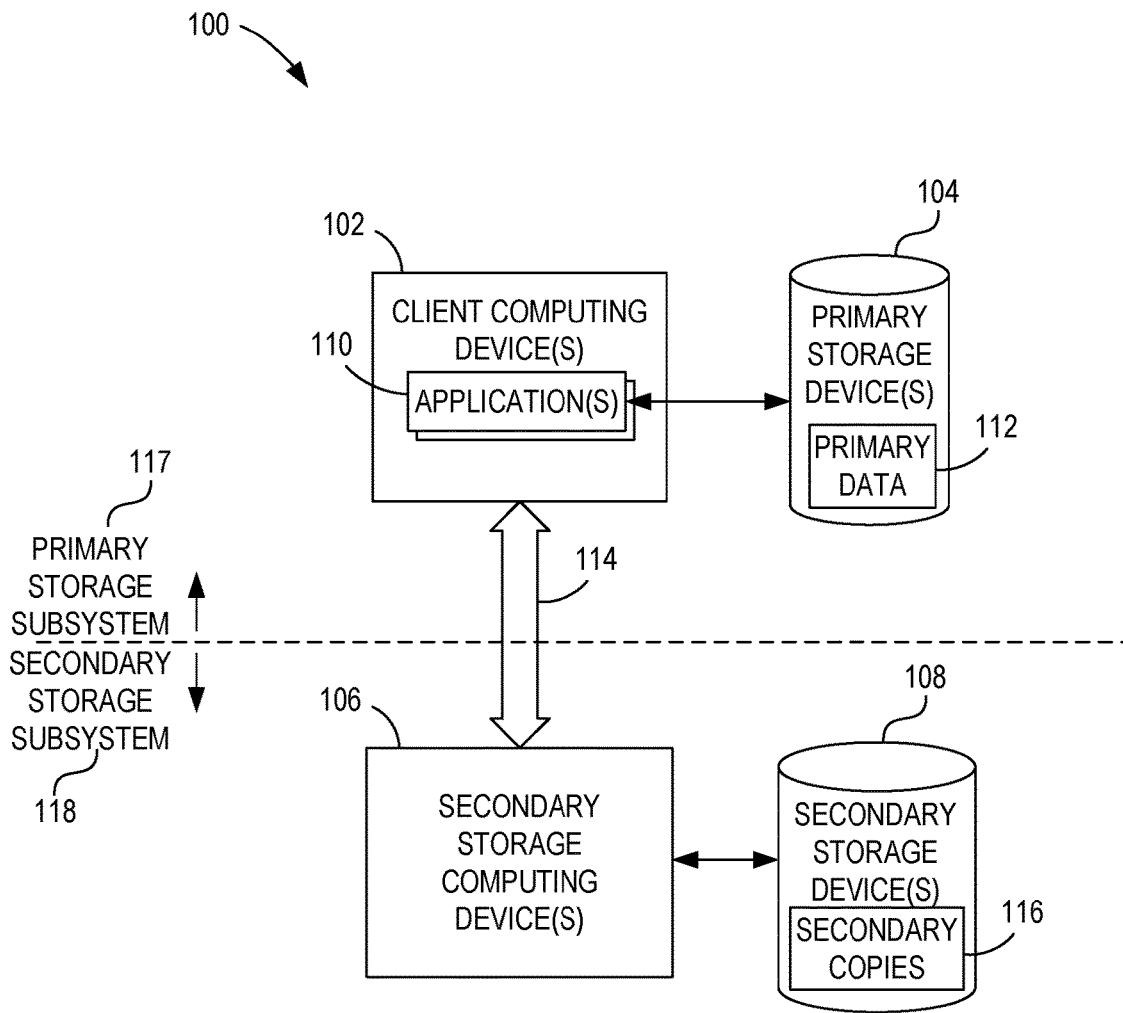 100
104
102
CLIENT COMPUTING
DEVICE(S)
110
APPLICATION(S)
PRIMARY
STORAGE
DEVICE(S)
PRIMARY
DATA
112
117
PRIMARY
STORAGE
SUBSYSTEM
114
SECONDARY
STORAGE
SUBSYSTEM
118
106
SECONDARY
STORAGE
COMPUTING
DEVICE(S)
108
SECONDARY
STORAGE
DEVICE(S)
SECONDARY
COPIES
116